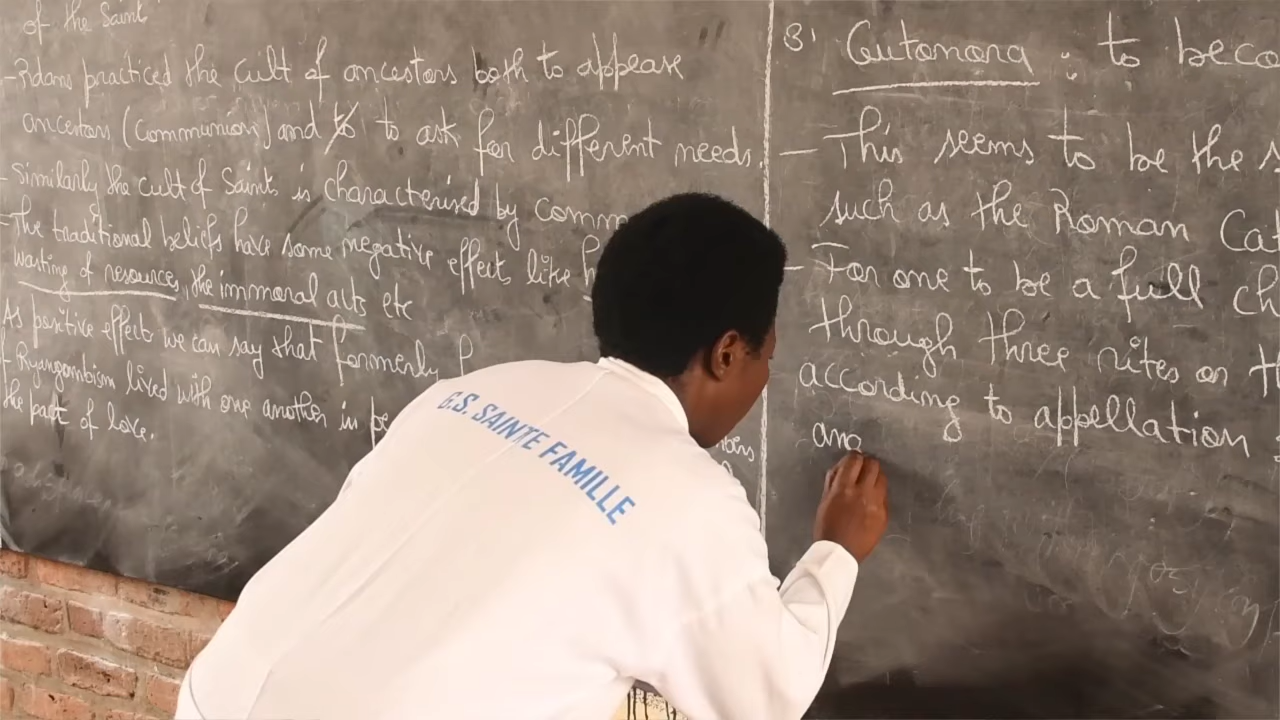 of the Saint
practiced the cult of ancestors both to appease
ancestors (Communion) and to to ask for different needs.
- Similarly the cult of Saints is characterised by comm
- The traditional beliefs have some negative effect like
wasting of resources, the immoral acts etc
As positive effect we can say that formerly
Ryangombism lived with one another in pe
the pact of love.
mbers
3' Gutonora : to beco
- This seems to be the s
such as the Roman Cat
- For one to be a full Ch
through three rites on th
according to appellation
and
G.S. SAINTE FAMILLE